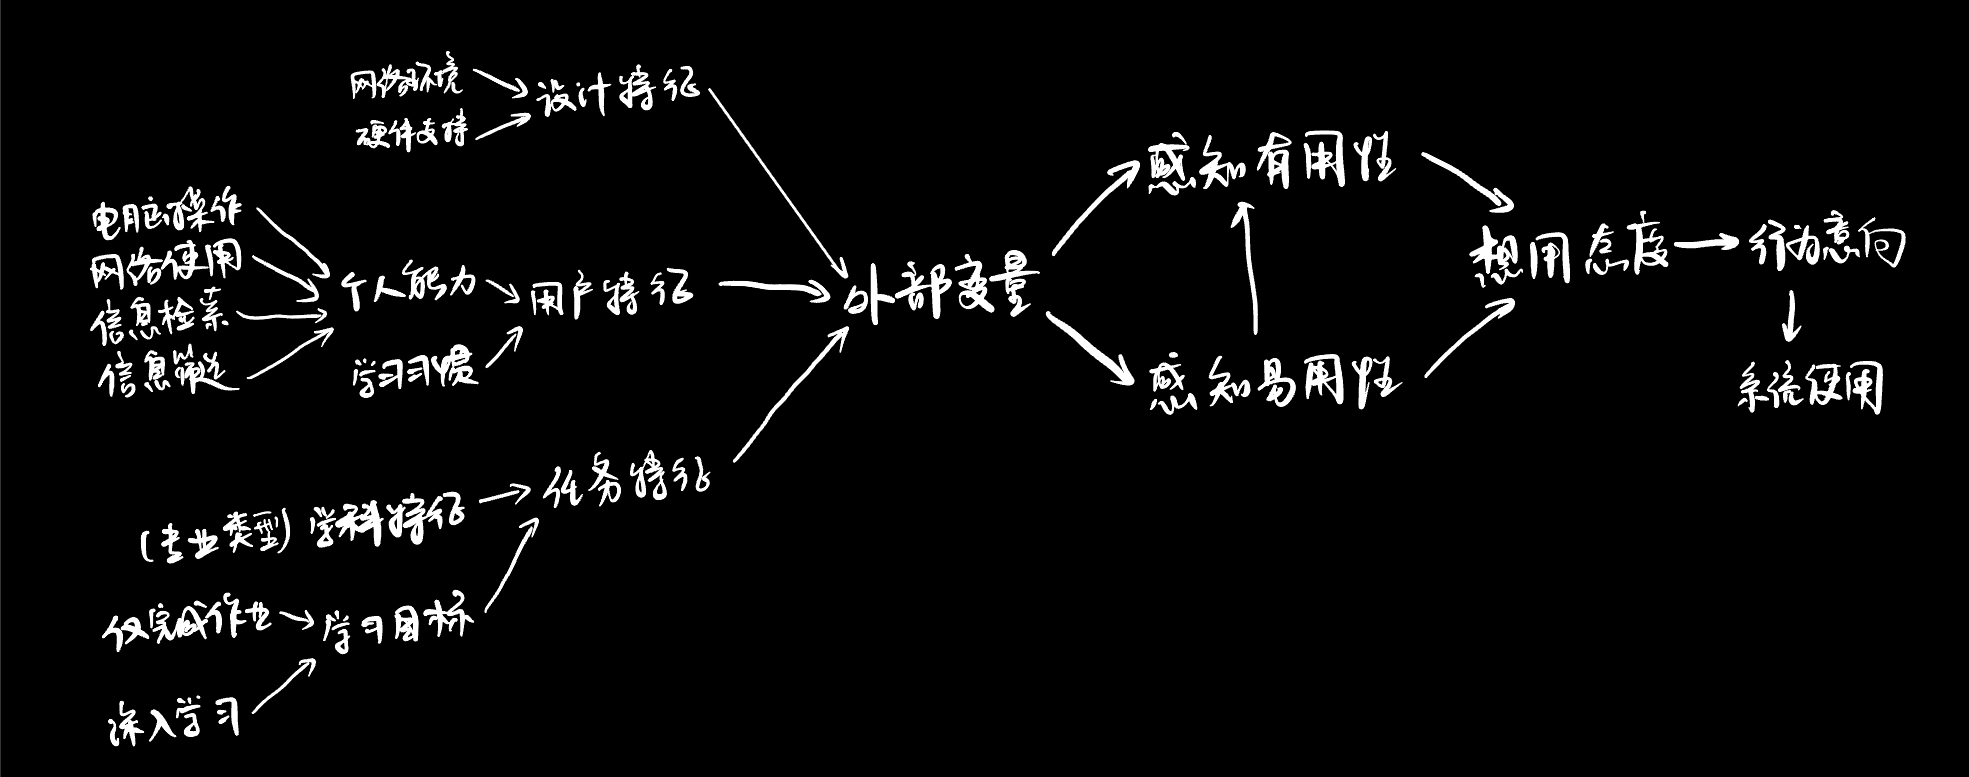 网络环境
硬件支持
设计特征
电脑操作
网络使用
信息检索
信息筛选
个人能力
学习习惯
用户特征
(专业类型)学科特征
仅完成作业
深入学习
学习目标
任务特征
外部变量
感知有用性
感知易用性
想用态度
行为意向
系统使用